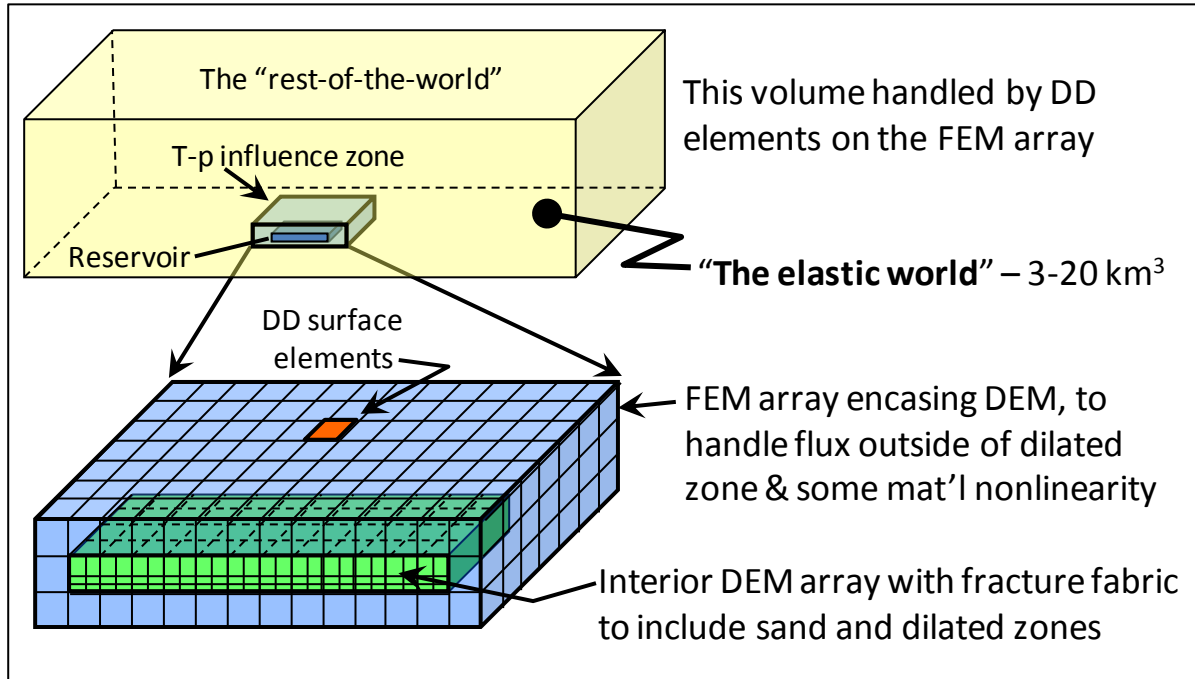 The “rest-of-the-world”
This volume handled by DD
elements on the FEM array
T-p influence zone
Reservoir
“The elastic world” – 3-20 km³
DD surface
elements
FEM array encasing DEM, to
handle flux outside of dilated
zone & some mat’l nonlinearity
Interior DEM array with fracture fabric
to include sand and dilated zones